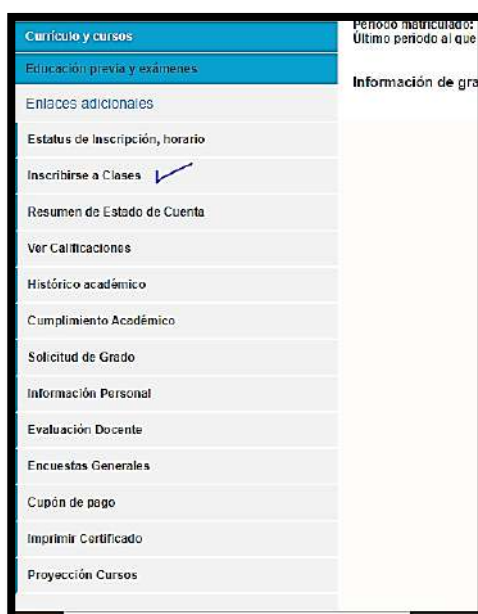 Currículo y cursos
Educación previa y exámenes
Enlaces adicionales
Estatus de Inscripción, horario
Inscribirse a Clases
Resumen de Estado de Cuenta
Ver Calificaciones
Histórico académico
Cumplimiento Académico
Solicitud de Grado
Información Personal
Evaluación Docente
Encuestas Generales
Cupón de pago
Imprimir Certificado
Proyección Cursos
Periodo matriculado:
Último periodo al que
Información de gra